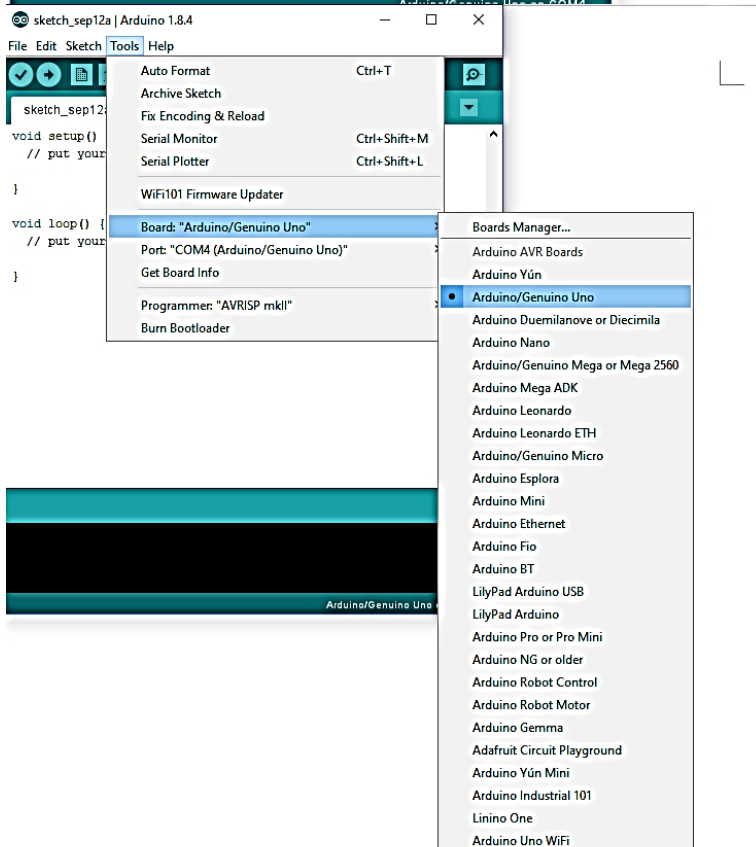 Arduino/Genuino Uno on COM4
sketch_sep12a | Arduino 1.8.4
File Edit Sketch Tools Help
sketch_sep12a
void setup()
// put your
}
void loop() {
// put your
}
Auto Format Ctrl+T
Archive Sketch
Fix Encoding & Reload
Serial Monitor Ctrl+Shift+M
Serial Plotter Ctrl+Shift+L
WiFi101 Firmware Updater
Board: "Arduino/Genuino Uno"
Port: "COM4 (Arduino/Genuino Uno)"
Get Board Info
Programmer: "AVRISP mkII"
Burn Bootloader
Boards Manager...
Arduino AVR Boards
Arduino Yún
Arduino/Genuino Uno
Arduino Duemilanove or Diecimila
Arduino Nano
Arduino/Genuino Mega or Mega 2560
Arduino Mega ADK
Arduino Leonardo
Arduino Leonardo ETH
Arduino/Genuino Micro
Arduino Esplora
Arduino Mini
Arduino Ethernet
Arduino Fio
Arduino BT
LilyPad Arduino USB
LilyPad Arduino
Arduino Pro or Pro Mini
Arduino NG or older
Arduino Robot Control
Arduino Robot Motor
Arduino Gemma
Adafruit Circuit Playground
Arduino Yún Mini
Arduino Industrial 101
Linino One
Arduino Uno WiFi
Arduino/Genuino Uno